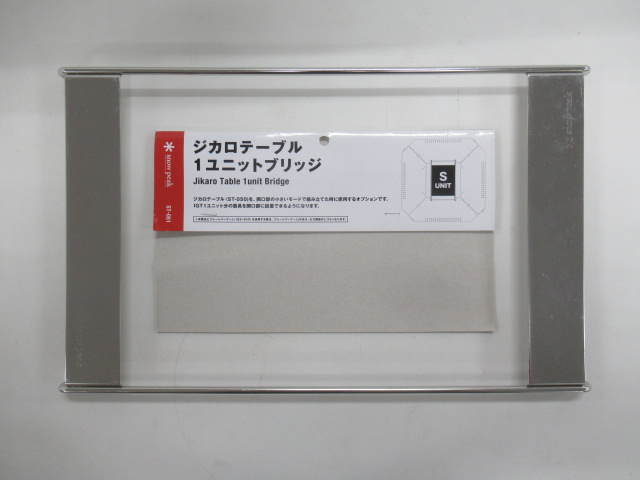 snow peak
ST-051
ジカロテーブル
1ユニットブリッジ
Jikaro Table 1unit Bridge
ジカロテーブル (ST-050)を、開口部の小さいモードで組み立てた時に使用するオプションです。
IGT1ユニット分の器具を開口部に設置できるようになります。
S
UNIT